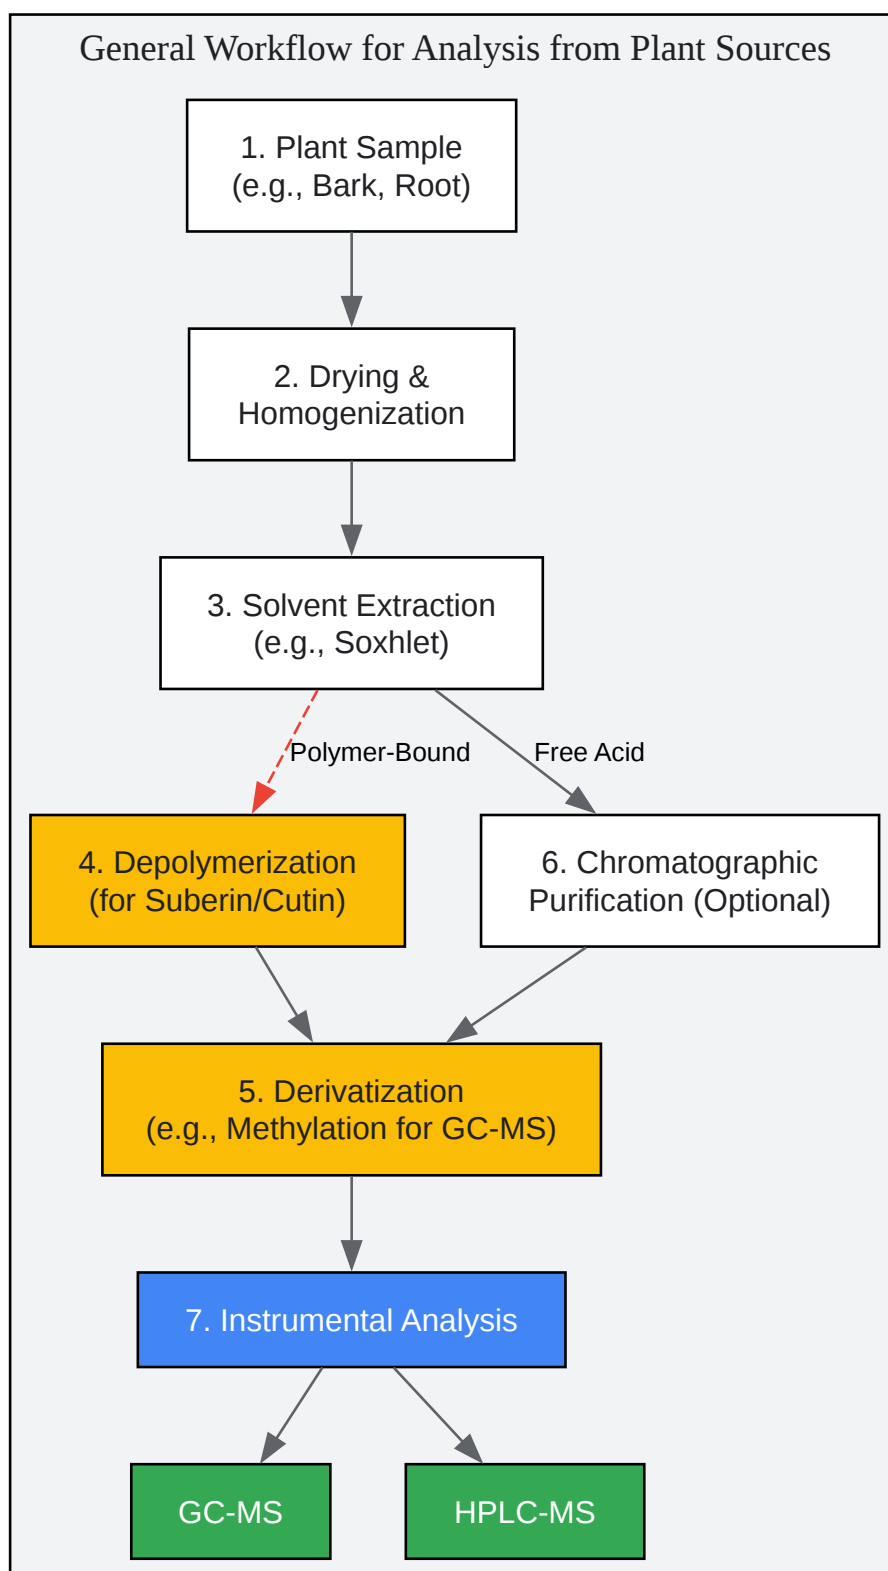 General Workflow for Analysis from Plant Sources
1. Plant Sample
(e.g., Bark, Root)
2. Drying &
Homogenization
3. Solvent Extraction
(e.g., Soxhlet)
Polymer-Bound
Free Acid
4. Depolymerization
(for Suberin/Cutin)
6. Chromatographic
Purification (Optional)
5. Derivatization
(e.g., Methylation for GC-MS)
7. Instrumental Analysis
GC-MS
HPLC-MS